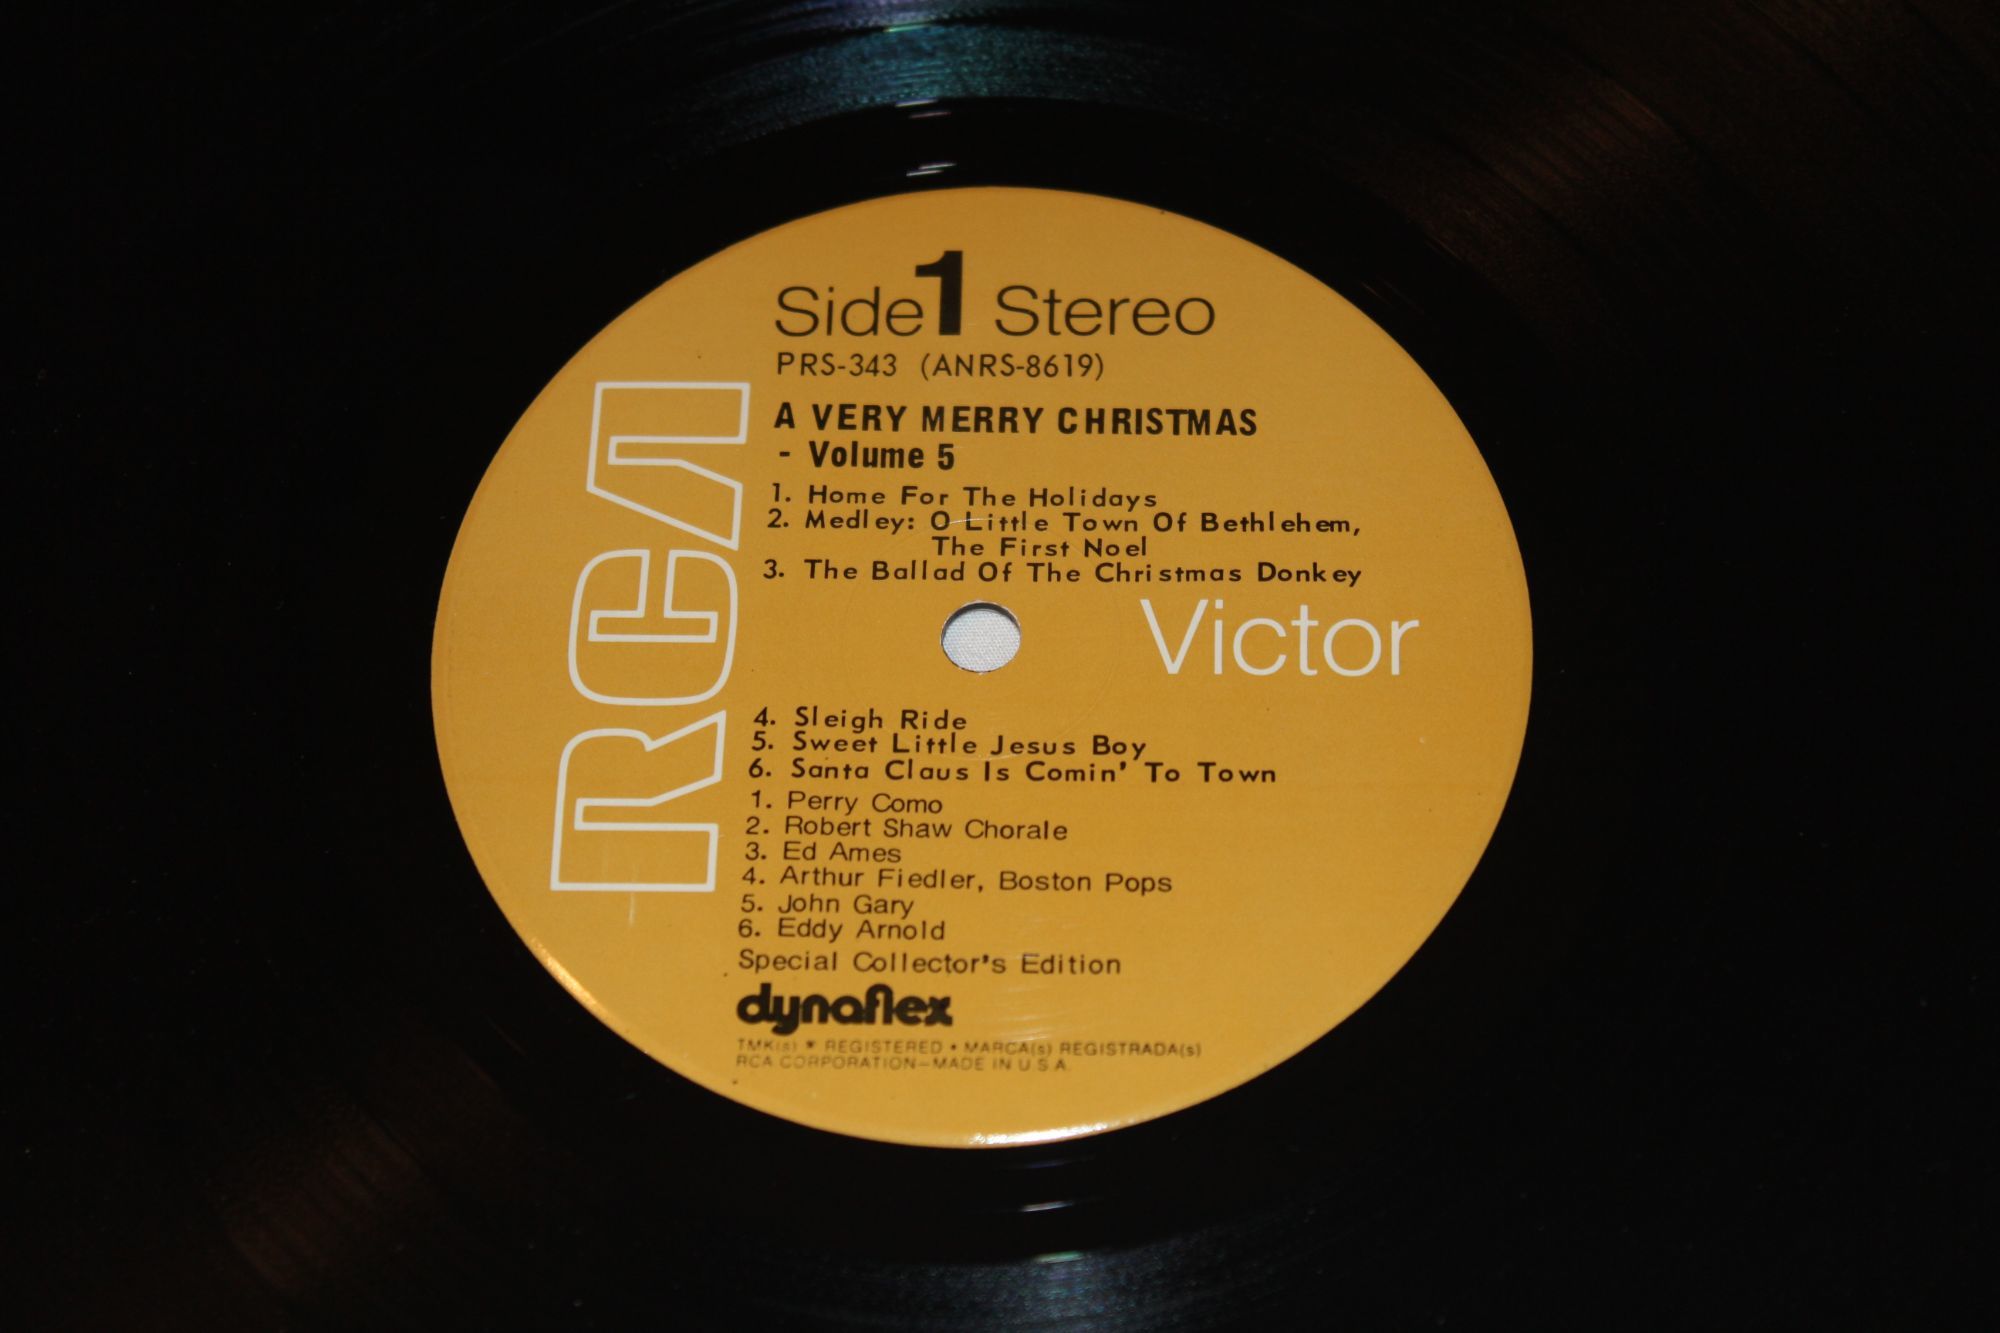 Side 1 Stereo
PRS-343 (ANRS-8619)
A VERY MERRY CHRISTMAS
- Volume 5
1. Home For The Holidays
2. Medley: O Little Town Of Bethlehem,
The First Noel
3. The Ballad Of The Christmas Donkey
RCA
Victor
4. Sleigh Ride
5. Sweet Little Jesus Boy
6. Santa Claus Is Comin' To Town
1. Perry Como
2. Robert Shaw Chorale
3. Ed Ames
4. Arthur Fiedler, Boston Pops
5. John Gary
6. Eddy Arnold
Special Collector's Edition
dynaflex
TMK(s) * REGISTERED • MARCA(s) REGISTRADA(s)
RCA CORPORATION—MADE IN U.S.A.